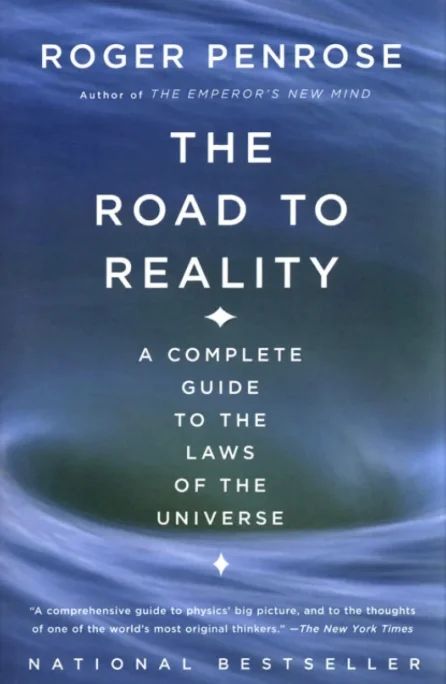 ROGER PENROSE
Author of THE EMPEROR'S NEW MIND
THE
ROAD TO
REALITY
A COMPLETE
GUIDE
TO THE
LAWS
OF THE
UNIVERSE
“A comprehensive guide to physics’ big picture, and to the thoughts
of one of the world’s most original thinkers.” —The New York Times
NATIONAL BESTSELLER